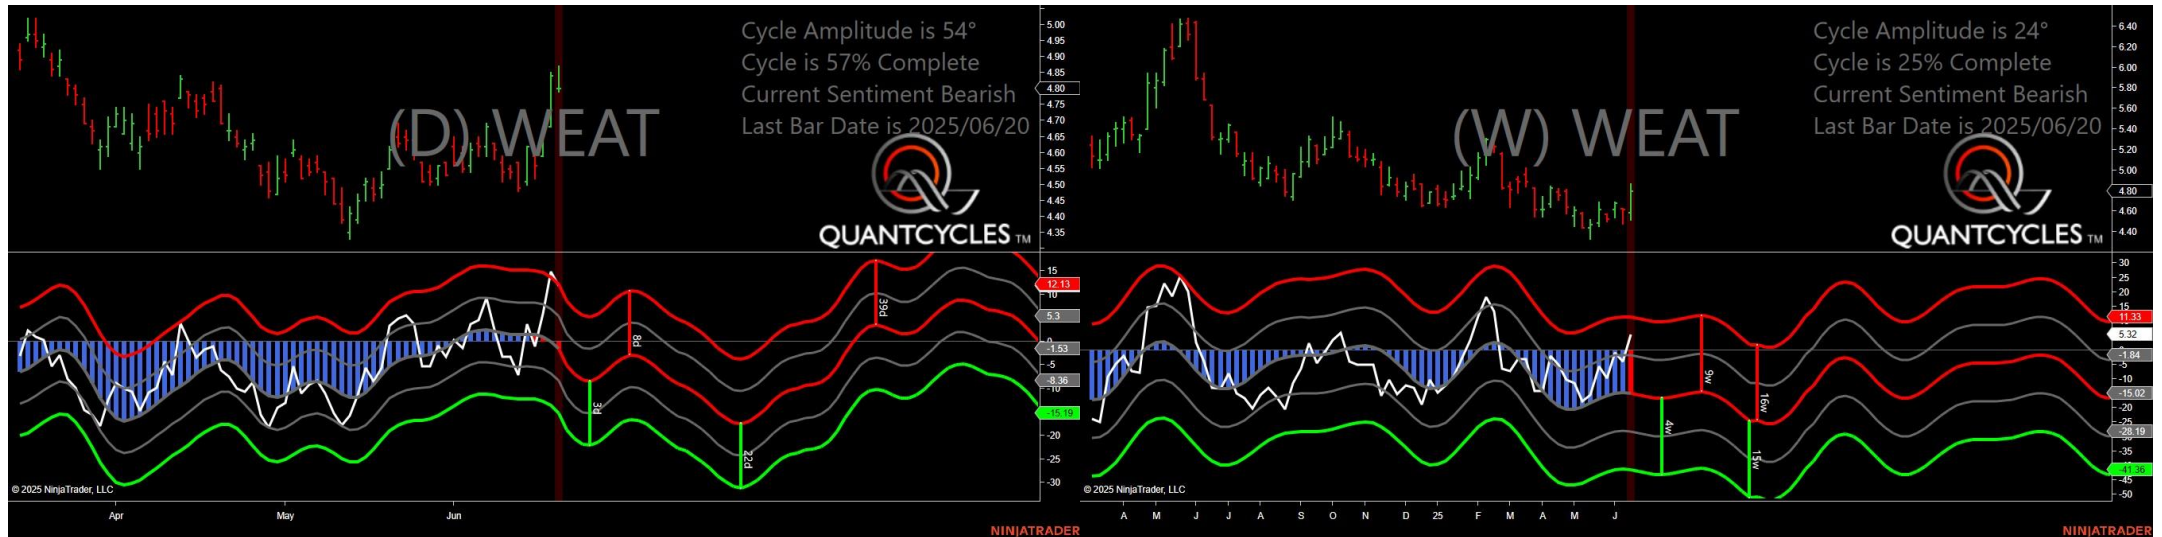 Cycle Amplitude is 54°
Cycle is 57% Complete
Current Sentiment Bearish
Last Bar Date is 2025/06/20
(D) WEAT
QUANTCYCLES TM
5.00
4.95
4.90
4.85
4.80
4.75
4.70
4.65
4.60
4.55
4.50
4.45
4.40
4.35
15
12.13
10
5.3
0
-1.53
-5
-8.36
-10
-15.19
-20
-25
-30
3d
8d
22d
39d
© 2025 NinjaTrader, LLC
Apr May Jun
NINJATRADER
Cycle Amplitude is 24°
Cycle is 25% Complete
Current Sentiment Bearish
Last Bar Date is 2025/06/20
(W) WEAT
QUANTCYCLES TM
6.40
6.20
6.00
5.80
5.60
5.40
5.20
5.00
4.80
4.60
4.40
30
25
20
15
11.33
5.32
-1.84
-5
-10
-15.02
-20
-28.19
-35
-41.36
-45
-50
4w
9w
15w
16w
© 2025 NinjaTrader, LLC
A M J J A S O N D 25 F M A M J
NINJATRADER